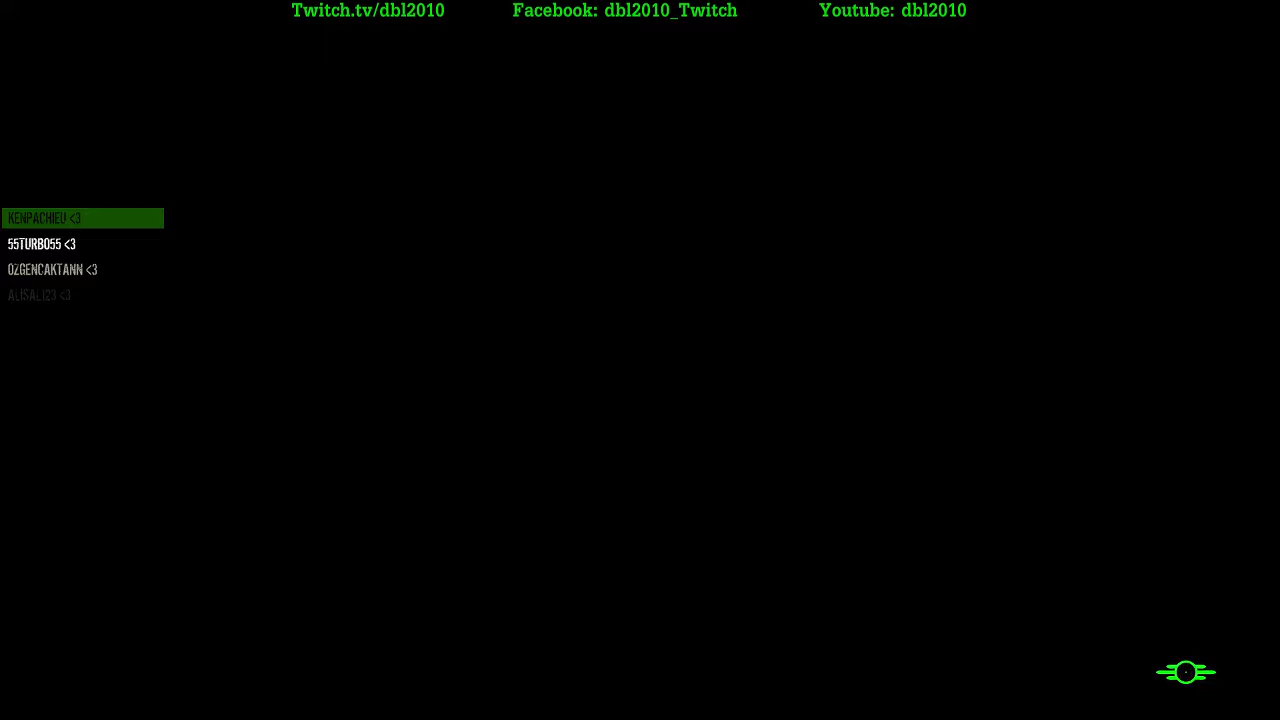 Twitch.tv/dbl2010 Facebook: dbl2010_Twitch Youtube: dbl2010
KENPACHIEU <3
55TURBO55 <3
OZGENCAKTANN <3
ALISALI23 <3